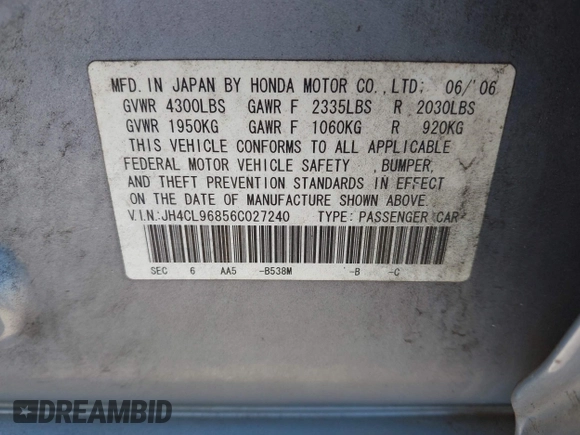 MFD. IN JAPAN BY HONDA MOTOR CO., LTD. 06/'06
GVWR 4300LBS GAWR F 2335LBS R 2030LBS
GVWR 1950KG GAWR F 1060KG R 920KG
THIS VEHICLE CONFORMS TO ALL APPLICABLE
FEDERAL MOTOR VEHICLE SAFETY , BUMPER,
AND THEFT PREVENTION STANDARDS IN EFFECT
ON THE DATE OF MANUFACTURE SHOWN ABOVE.
V.I.N.:JH4CL96856C027240 TYPE: PASSENGER CAR
SEC 6 AA5 -B538M -B -C
DREAMBID